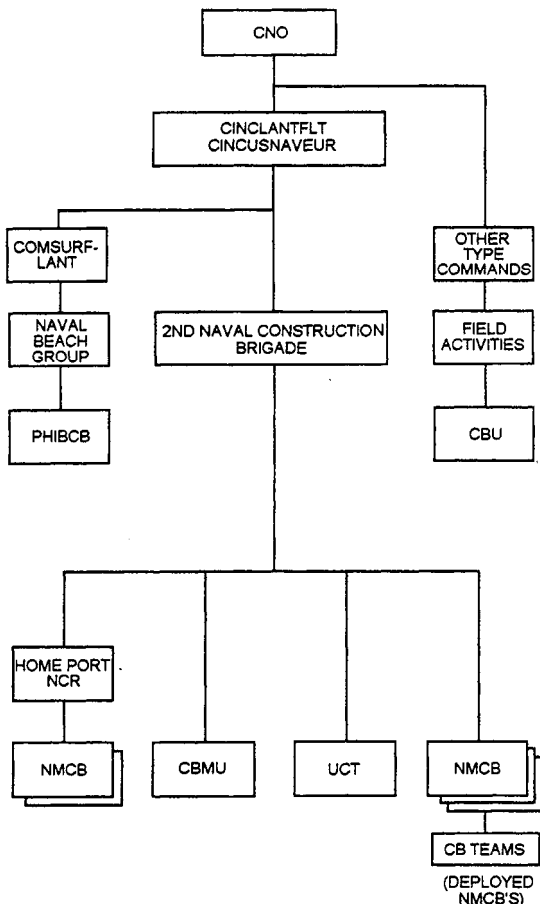 CNO
CINCLANTFLT
CINCUSNAVEUR
COMSURF-
LANT
OTHER
TYPE
COMMANDS
NAVAL
BEACH
GROUP
2ND NAVAL CONSTRUCTION
BRIGADE
FIELD
ACTIVITIES
PHIBCB
CBU
HOME PORT
NCR
NMCB
CBMU
UCT
NMCB
CB TEAMS
(DEPLOYED
NMCB'S)